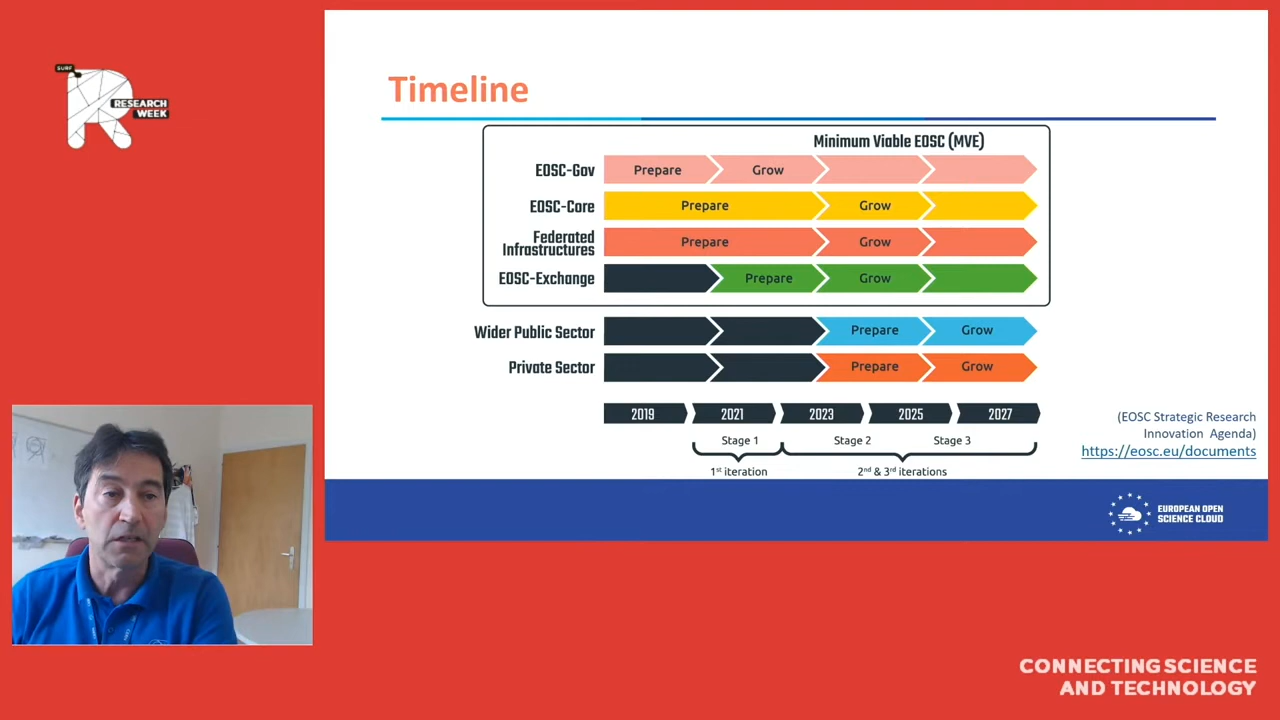 SURF
RESEARCH
WEEK
Timeline
Minimum Viable EOSC (MVE)
EOSC-Gov
Prepare
Grow
EOSC-Core
Prepare
Grow
Federated
Infrastructures
Prepare
Grow
EOSC-Exchange
Prepare
Grow
Wider Public Sector
Prepare
Grow
Private Sector
Prepare
Grow
2019
2021
2023
2025
2027
Stage 1
Stage 2
Stage 3
1st iteration
2nd & 3rd iterations
(EOSC Strategic Research
Innovation Agenda)
https://eosc.eu/documents
EUROPEAN OPEN
SCIENCE CLOUD
CONNECTING SCIENCE
AND TECHNOLOGY